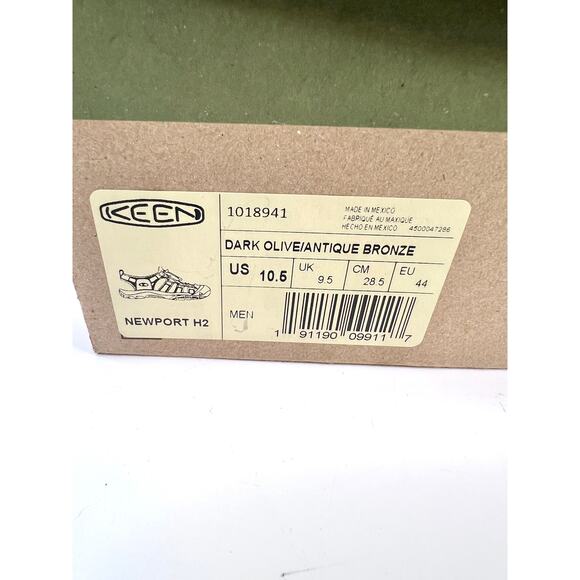 KEEN
NEWPORT H2
1018941
MADE IN MEXICO
FABRIQUÉ AU MAXIQUE
HECHO EN MEXICO 4500047286
DARK OLIVE/ANTIQUE BRONZE
US 10.5
UK 9.5
CM 28.5
EU 44
MEN
1 91190 09911 7